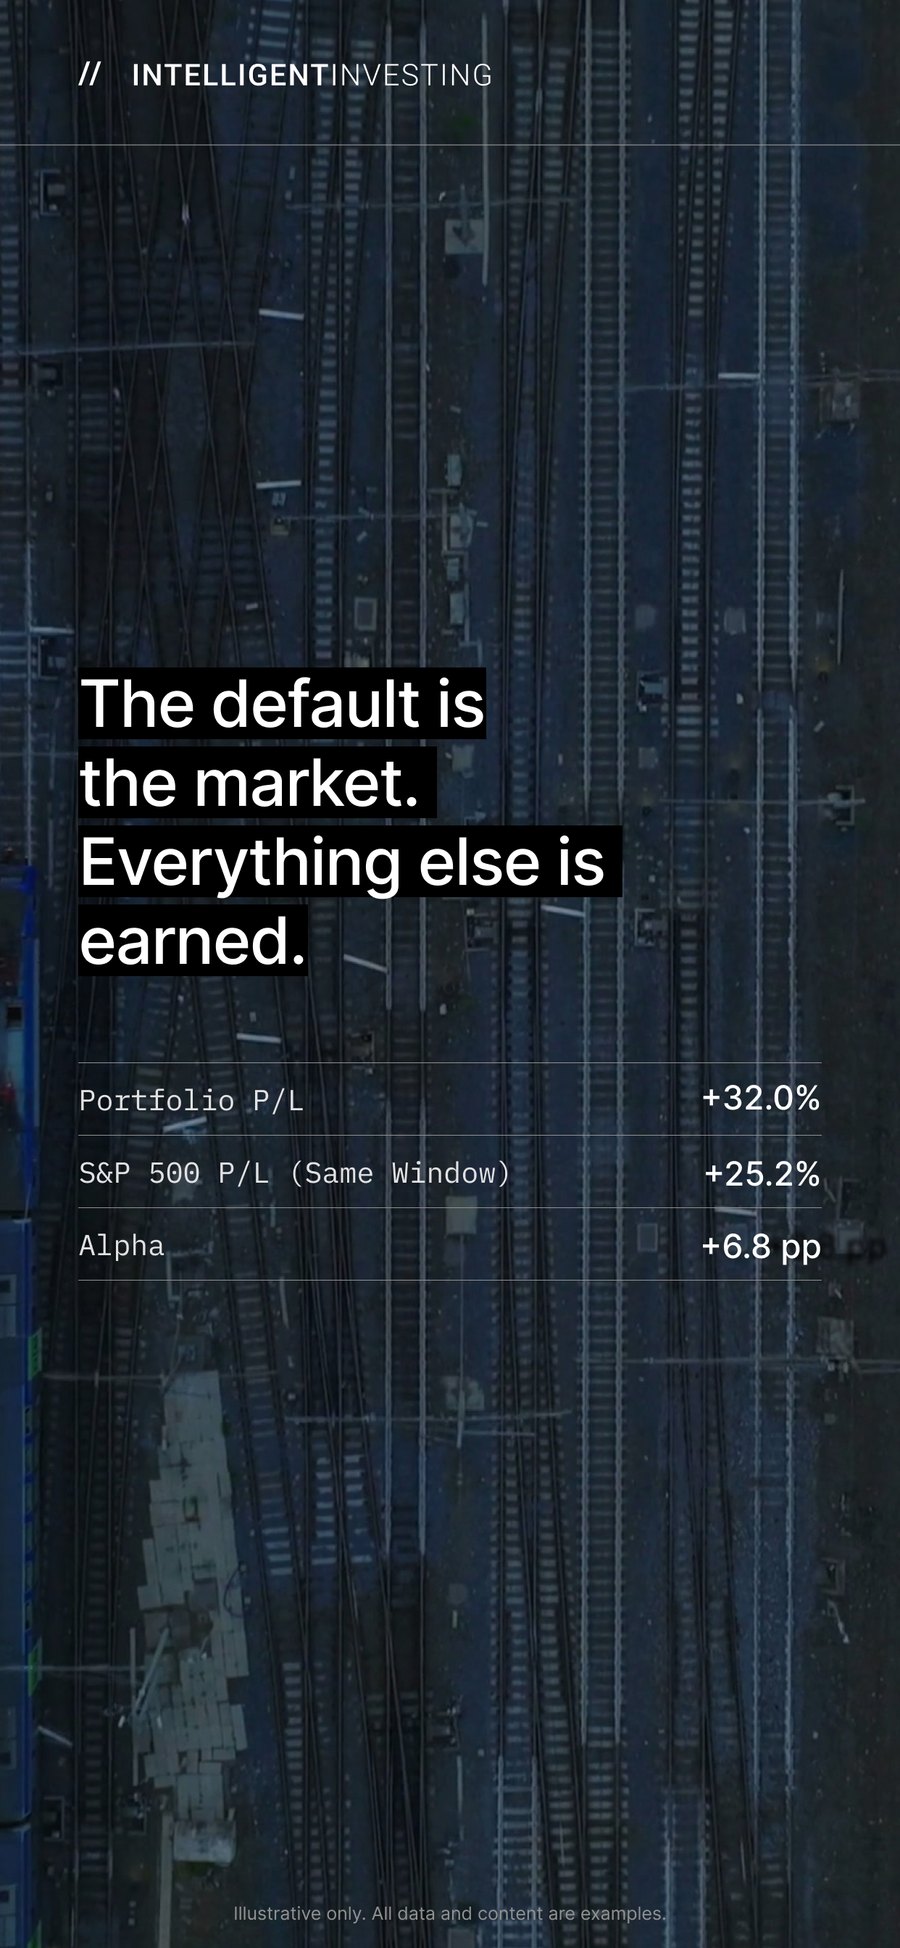 // INTELLIGENTINVESTING
The default is
the market.
Everything else is
earned.
Portfolio P/L +32.0%
S&P 500 P/L (Same Window) +25.2%
Alpha +6.8 pp
Illustrative only. All data and content are examples.